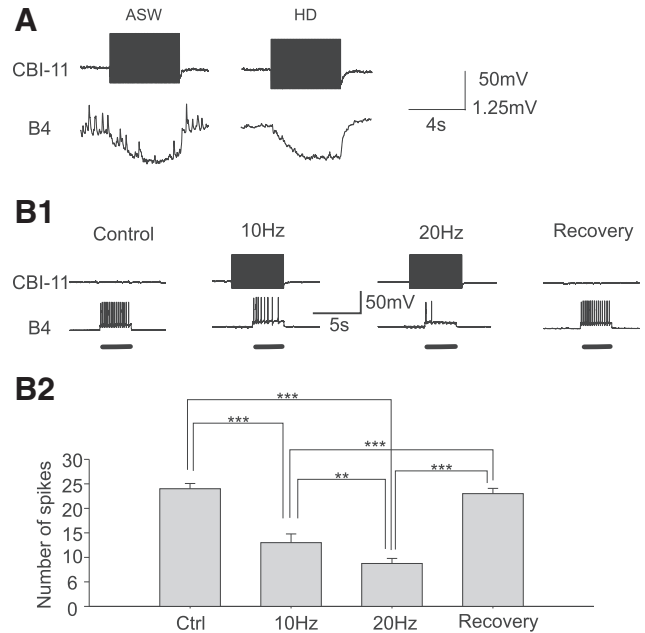 A
ASW
HD
CBI-11
50mV
1.25mV
4s
B4
B1
Control
10Hz
20Hz
Recovery
CBI-11
50mV
5s
B4
B2
***
***
***
**
***
Number of spikes
30
25
20
15
10
6
0
Ctrl
10Hz
20Hz
Recovery